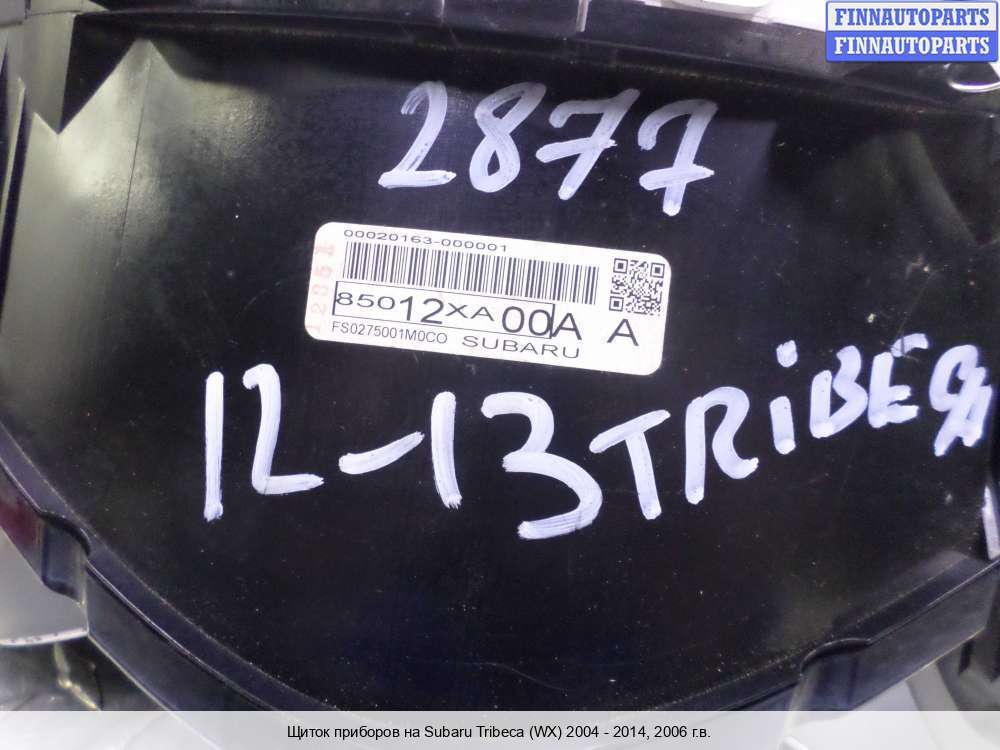 FINNAUTOPARTS
FINNAUTOPARTS
2877
00020163-000001
12851
85012XA00A A
FS0275001M0CO SUBARU
12-13 TRiBECA
Щиток приборов на Subaru Tribeca (WX) 2004 - 2014, 2006 г.в.